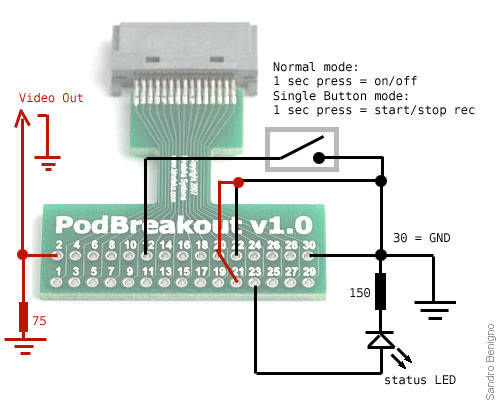 Normal mode:
1 sec press = on/off
Single Button mode:
1 sec press = start/stop rec
Video Out
PodBreakout v1.0
2 4 6 8 10 12 14 16 18 20 22 24 26 28 30
1 3 5 7 9 11 13 15 17 19 21 23 25 27 29
30 = GND
75
150
status LED
Sandro Benigno